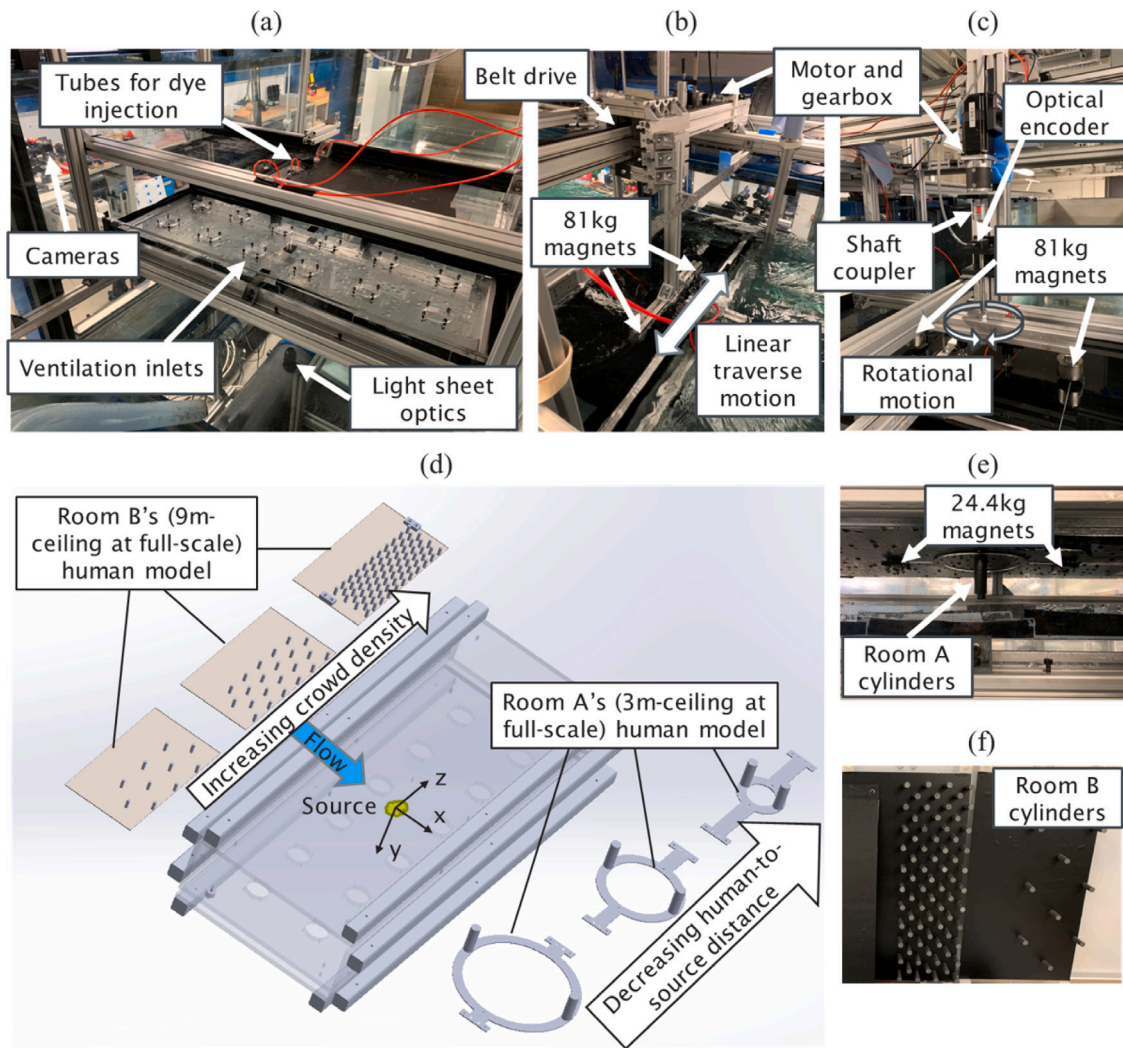 (a)
(b)
(c)
Tubes for dye
injection
Belt drive
Motor and
gearbox
Optical
encoder
Cameras
81kg
magnets
Shaft
coupler
81kg
magnets
Ventilation inlets
Light sheet
optics
Linear
traverse
motion
Rotational
motion
(d)
(e)
Room B's (9m-
ceiling at full-scale)
human model
24.4kg
magnets
Room A
cylinders
Increasing crowd density
Flow
Source
z
x
y
Room A's (3m-ceiling at
full-scale) human model
Decreasing human-to-
source distance
(f)
Room B
cylinders